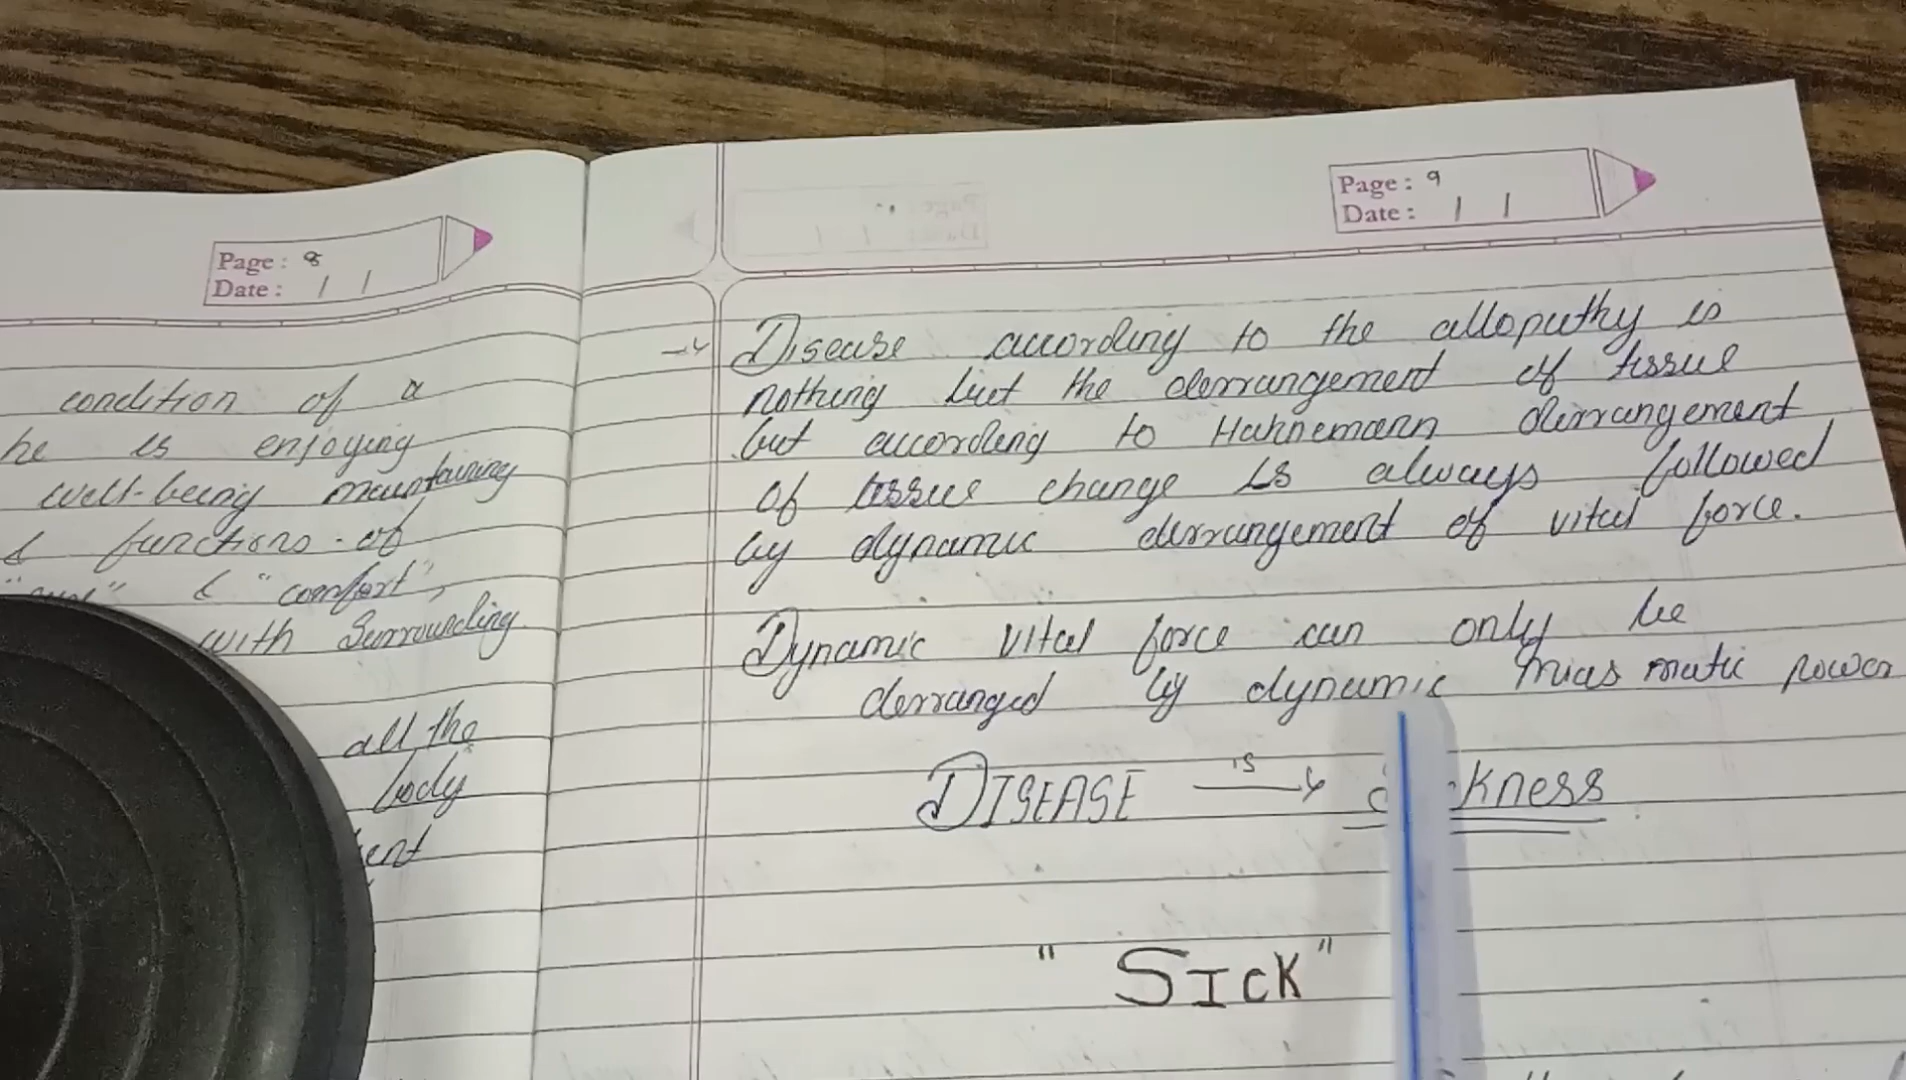 Page : 8
Date : / /
condition of a
he is enjoying
well-being maintaining
& functions of
& "comfort",
with Surrounding
all the
body
Page : 9
Date : / /
Disease according to the allopathy is
nothing but the derrangement of tissue
but according to Hahnemann derrangement
of tissue change is always followed
by dynamic derrangement of vital force.
Dynamic vital force can only be
derranged by dynamic miasmatic power
DISEASE is → kness
"SICK"